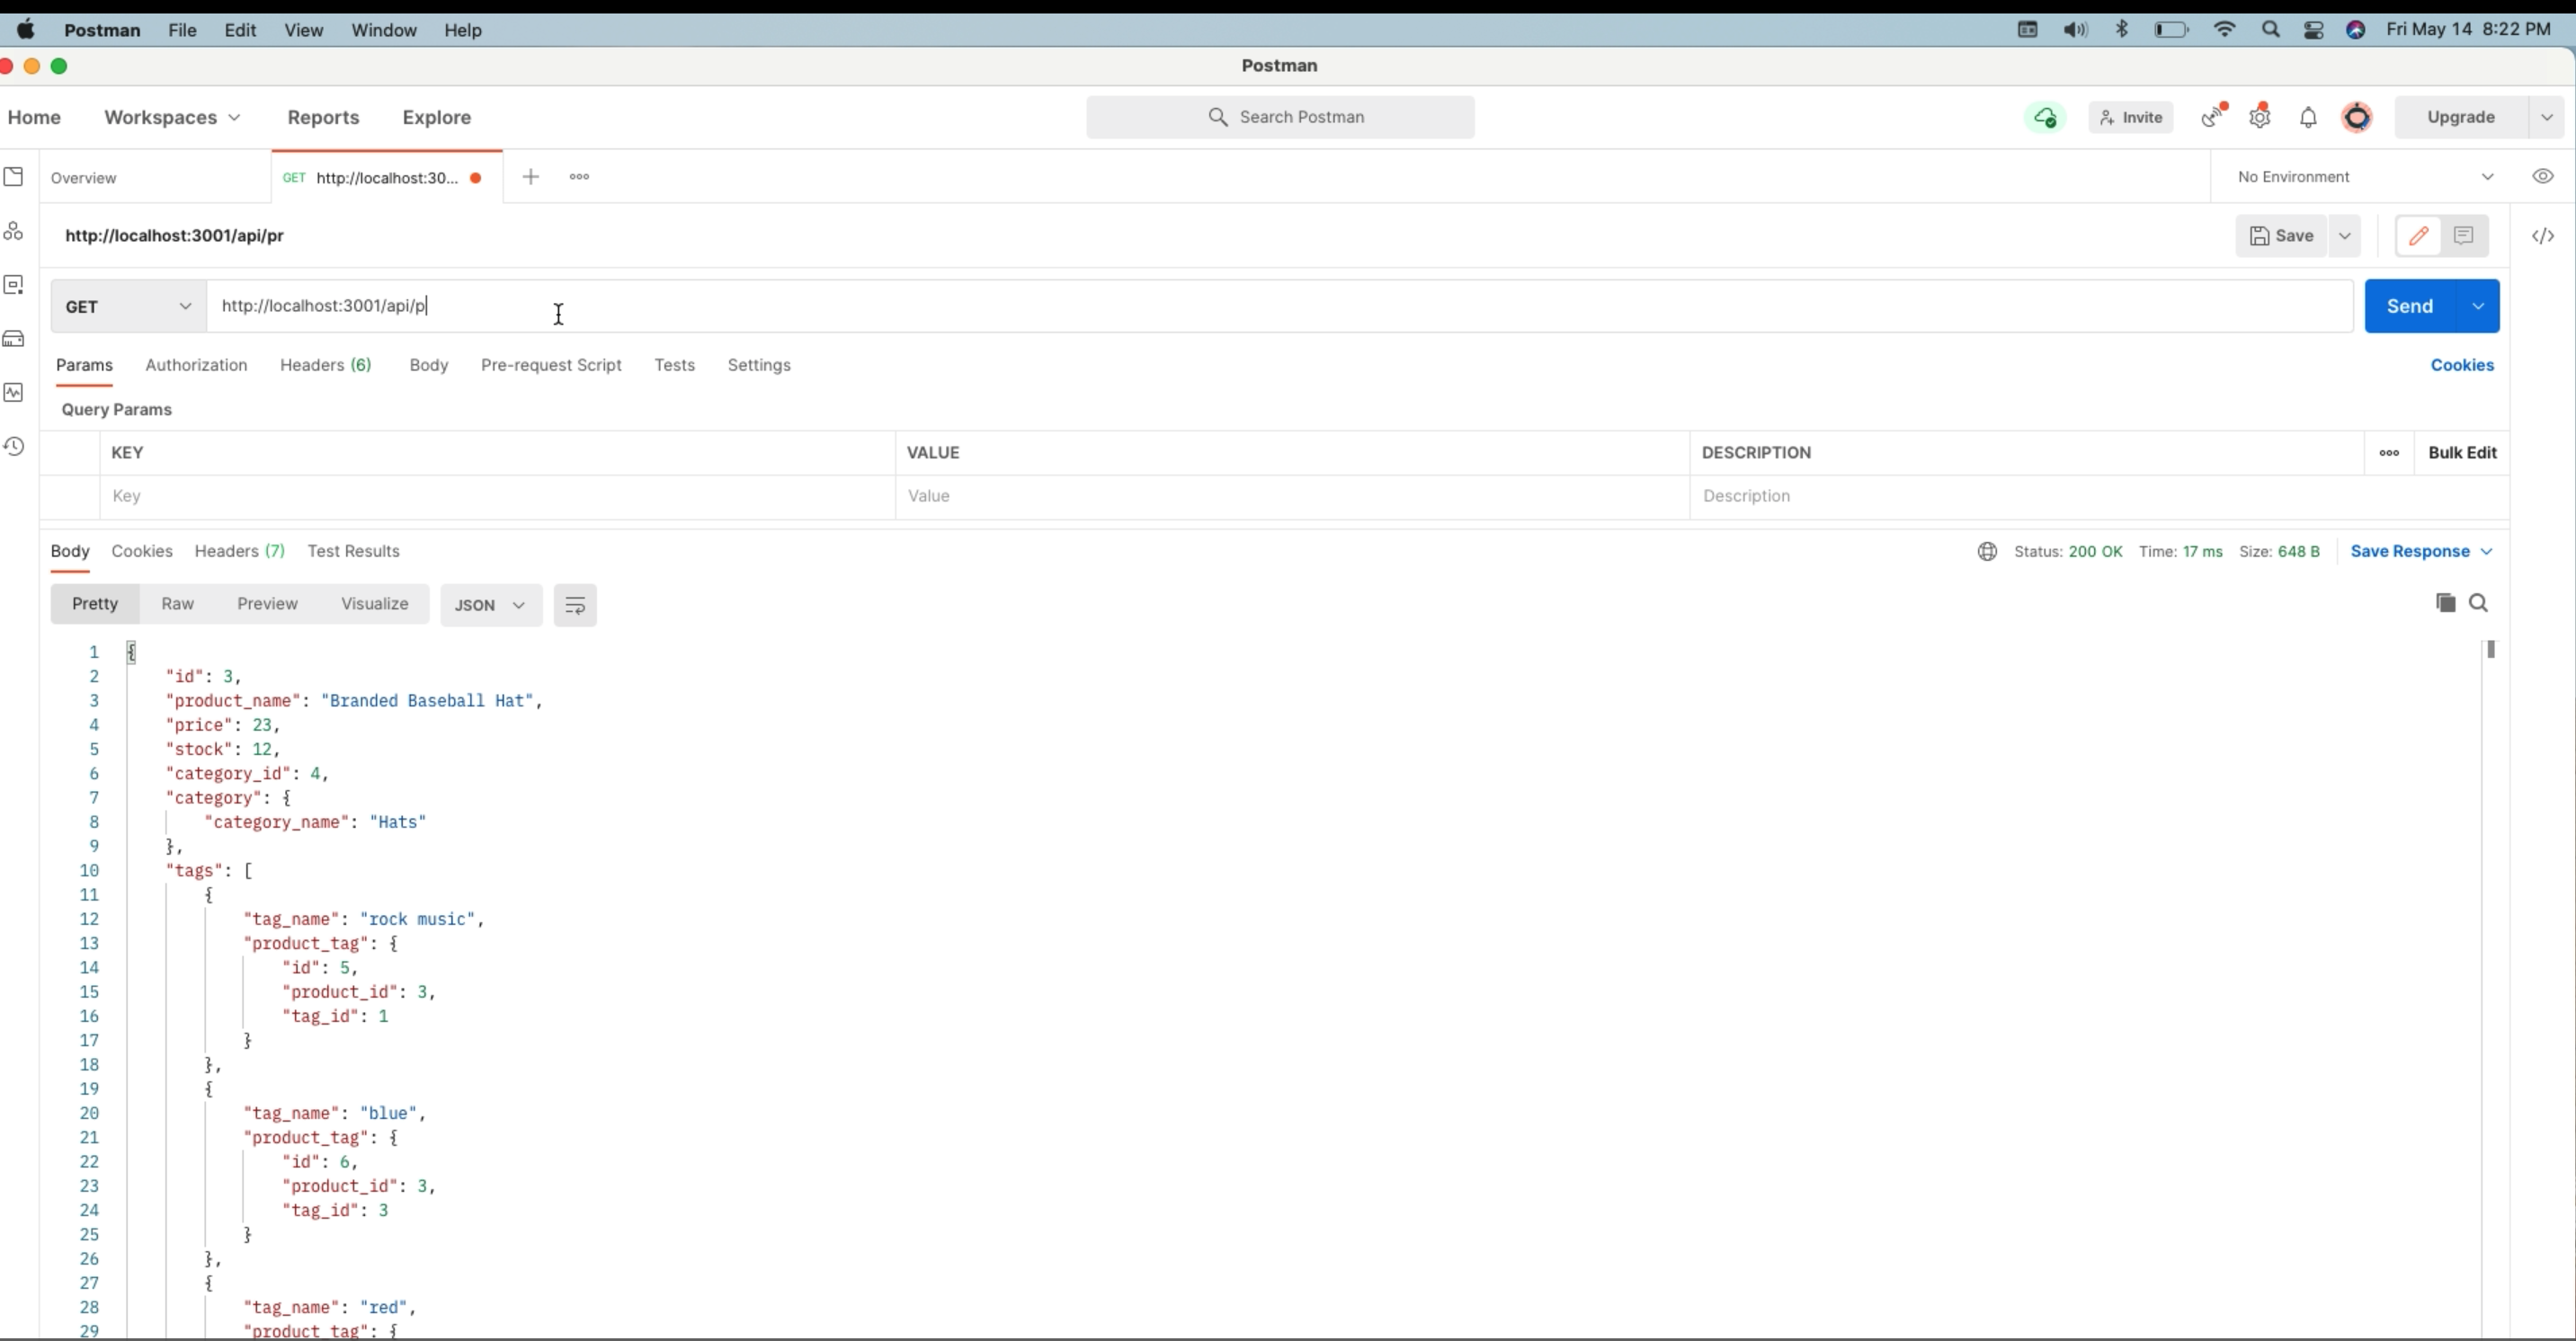 Postman File Edit View Window Help Fri May 14 8:22 PM
Postman
Home Workspaces Reports Explore Search Postman Invite Upgrade
Overview GET http://localhost:30... No Environment
http://localhost:3001/api/pr Save
GET http://localhost:3001/api/p Send
Params Authorization Headers (6) Body Pre-request Script Tests Settings Cookies
Query Params
KEY VALUE DESCRIPTION Bulk Edit
Key Value Description
Body Cookies Headers (7) Test Results Status: 200 OK Time: 17 ms Size: 648 B Save Response
Pretty Raw Preview Visualize JSON
1 {
2 "id": 3,
3 "product_name": "Branded Baseball Hat",
4 "price": 23,
5 "stock": 12,
6 "category_id": 4,
7 "category": {
8 "category_name": "Hats"
9 },
10 "tags": [
11 {
12 "tag_name": "rock music",
13 "product_tag": {
14 "id": 5,
15 "product_id": 3,
16 "tag_id": 1
17 }
18 },
19 {
20 "tag_name": "blue",
21 "product_tag": {
22 "id": 6,
23 "product_id": 3,
24 "tag_id": 3
25 }
26 },
27 {
28 "tag_name": "red",
29 "product_tag": {